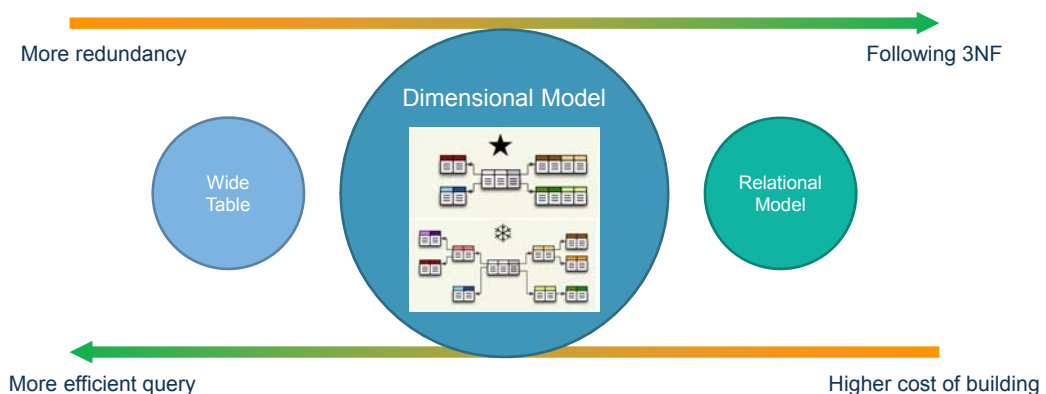 More redundancy
Following 3NF
Dimensional Model
Wide
Table
Relational
Model
More efficient query
Higher cost of building